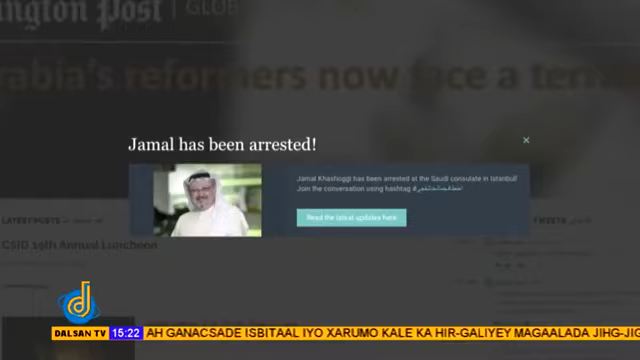 ngton Post | GLOB
rabia's reformers now face a terri
Jamal has been arrested!
×
Jamal Khashoggi has been arrested at the Saudi consulate in Istanbul!
Join the conversation using hashtag
Read the latest updates here
LATEST POSTS
TWEETS
CSID 19th Annual Luncheon
DALSAN TV
15:22
AH GANACSADE ISBITAAL IYO XARUMO KALE KA HIR-GALIYEY MAGAALADA JIHG-JIG